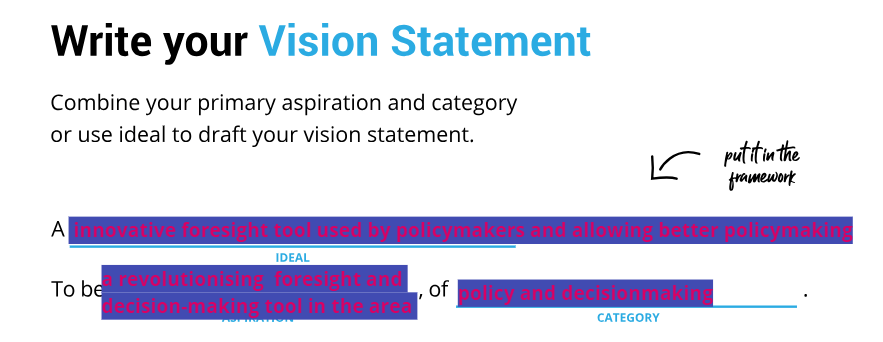 Write your Vision Statement
Combine your primary aspiration and category
or use ideal to draft your vision statement.
put it in the
framework
A innovative foresight tool used by policymakers and allowing better policymaking
IDEAL
To be a revolutionising foresight and
decision-making tool in the area , of policy and decisionmaking .
ASPIRATION CATEGORY